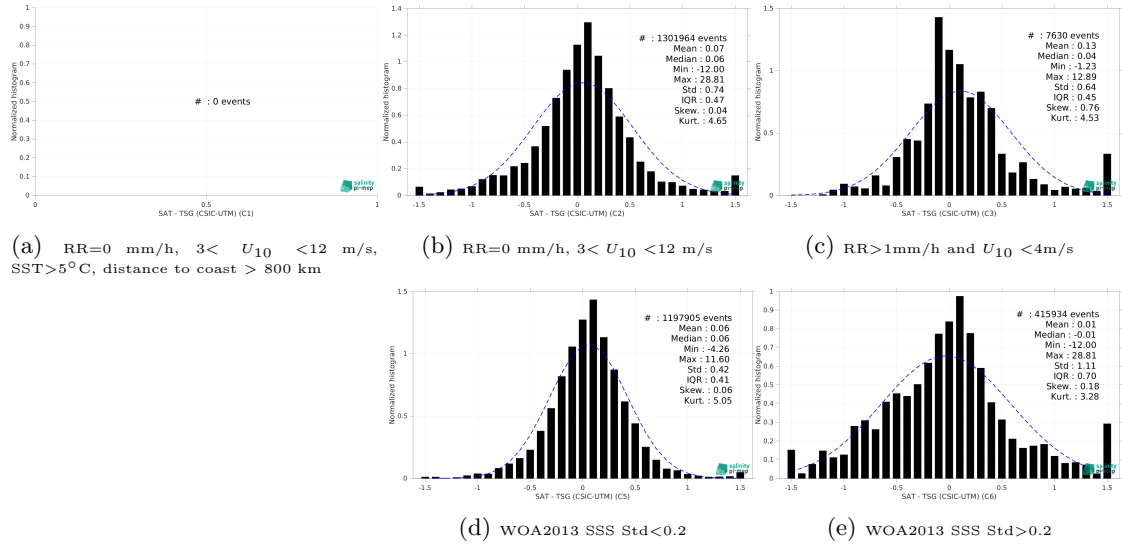 1
0.9
0.8
0.7
0.6
0.5
0.4
0.3
0.2
0.1
0
Normalized histogram
# : 0 events
salinity
pi-mep
0
0.5
1
SAT - TSG (CSIC-UTM) (C1)
(a) RR=0 mm/h, 3< U10 <12 m/s,
SST>5°C, distance to coast > 800 km
1.4
1.2
1
0.8
0.6
0.4
0.2
0
Normalized histogram
# : 1301964 events
Mean : 0.07
Median : 0.06
Min : -12.00
Max : 28.81
Std : 0.74
IQR : 0.47
Skew. : 0.04
Kurt. : 4.65
salinity
pi-mep
-1.5 -1 -0.5 0 0.5 1 1.5
SAT - TSG (CSIC-UTM) (C2)
(b) RR=0 mm/h, 3< U10 <12 m/s
1.5
1
0.5
0
Normalized histogram
# : 7630 events
Mean : 0.13
Median : 0.04
Min : -1.23
Max : 12.89
Std : 0.64
IQR : 0.45
Skew. : 0.76
Kurt. : 4.53
salinity
pi-mep
-1.5 -1 -0.5 0 0.5 1 1.5
SAT - TSG (CSIC-UTM) (C3)
(c) RR>1mm/h and U10 <4m/s
1.5
1
0.5
0
Normalized histogram
# : 1197905 events
Mean : 0.06
Median : 0.06
Min : -4.26
Max : 11.60
Std : 0.42
IQR : 0.41
Skew. : 0.06
Kurt. : 5.05
salinity
pi-mep
-1.5 -1 -0.5 0 0.5 1 1.5
SAT - TSG (CSIC-UTM) (C5)
(d) WOA2013 SSS Std<0.2
1
0.9
0.8
0.7
0.6
0.5
0.4
0.3
0.2
0.1
0
Normalized histogram
# : 415934 events
Mean : 0.01
Median : -0.01
Min : -12.00
Max : 28.81
Std : 1.11
IQR : 0.70
Skew. : 0.18
Kurt. : 3.28
salinity
pi-mep
-1.5 -1 -0.5 0 0.5 1 1.5
SAT - TSG (CSIC-UTM) (C6)
(e) WOA2013 SSS Std>0.2